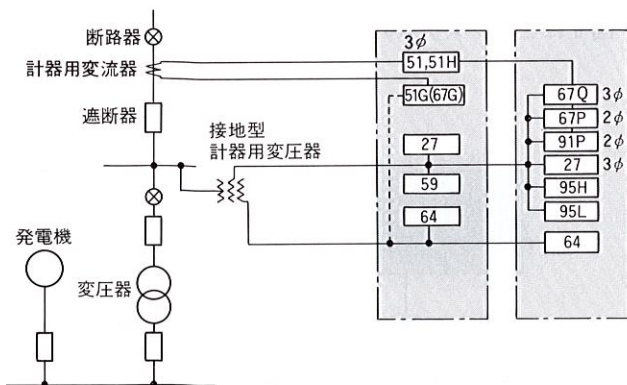 断路器
計器用変流器
遮断器
接地型
計器用変圧器
発電機
変圧器
3φ
51,51H
51G(67G)
27
59
64
67Q 3φ
67P 2φ
91P 2φ
27 3φ
95H
95L
64